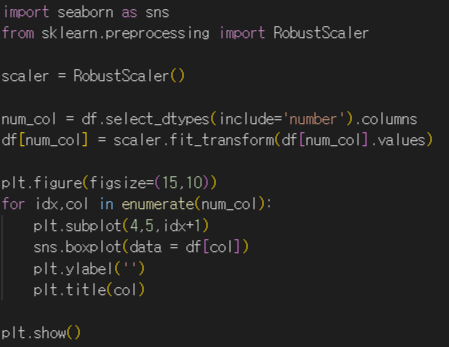 import seaborn as sns
from sklearn.preprocessing import RobustScaler
scaler = RobustScaler()
num_col = df.select_dtypes(include='number').columns
df[num_col] = scaler.fit_transform(df[num_col].values)
plt.figure(figsize=(15,10))
for idx,col in enumerate(num_col):
    plt.subplot(4,5,idx+1)
    sns.boxplot(data = df[col])
    plt.ylabel('')
    plt.title(col)
plt.show()